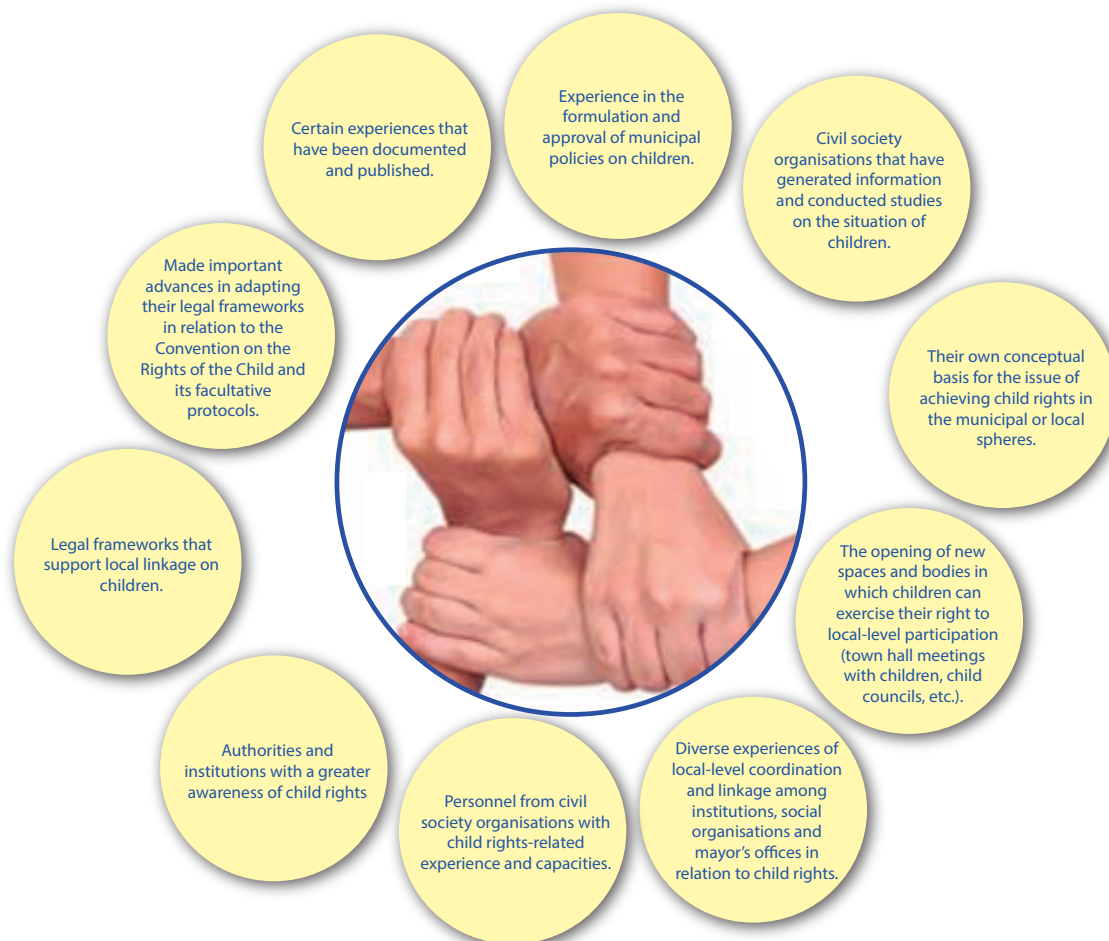 Experience in the
formulation and
approval of municipal
policies on children.
Civil society
organisations that have
generated information
and conducted studies
on the situation of
children.
Their own conceptual
basis for the issue of
achieving child rights in
the municipal or local
spheres.
The opening of new
spaces and bodies in
which children can
exercise their right to
local-level participation
(town hall meetings
with children, child
councils, etc.).
Diverse experiences of
local-level coordination
and linkage among
institutions, social
organisations and
mayor’s offices in
relation to child rights.
Personnel from civil
society organisations with
child rights-related
experience and capacities.
Authorities and
institutions with a greater
awareness of child rights
Legal frameworks that
support local linkage on
children.
Made important
advances in adapting
their legal frameworks
in relation to the
Convention on the
Rights of the Child and
its facultative
protocols.
Certain experiences that
have been documented
and published.